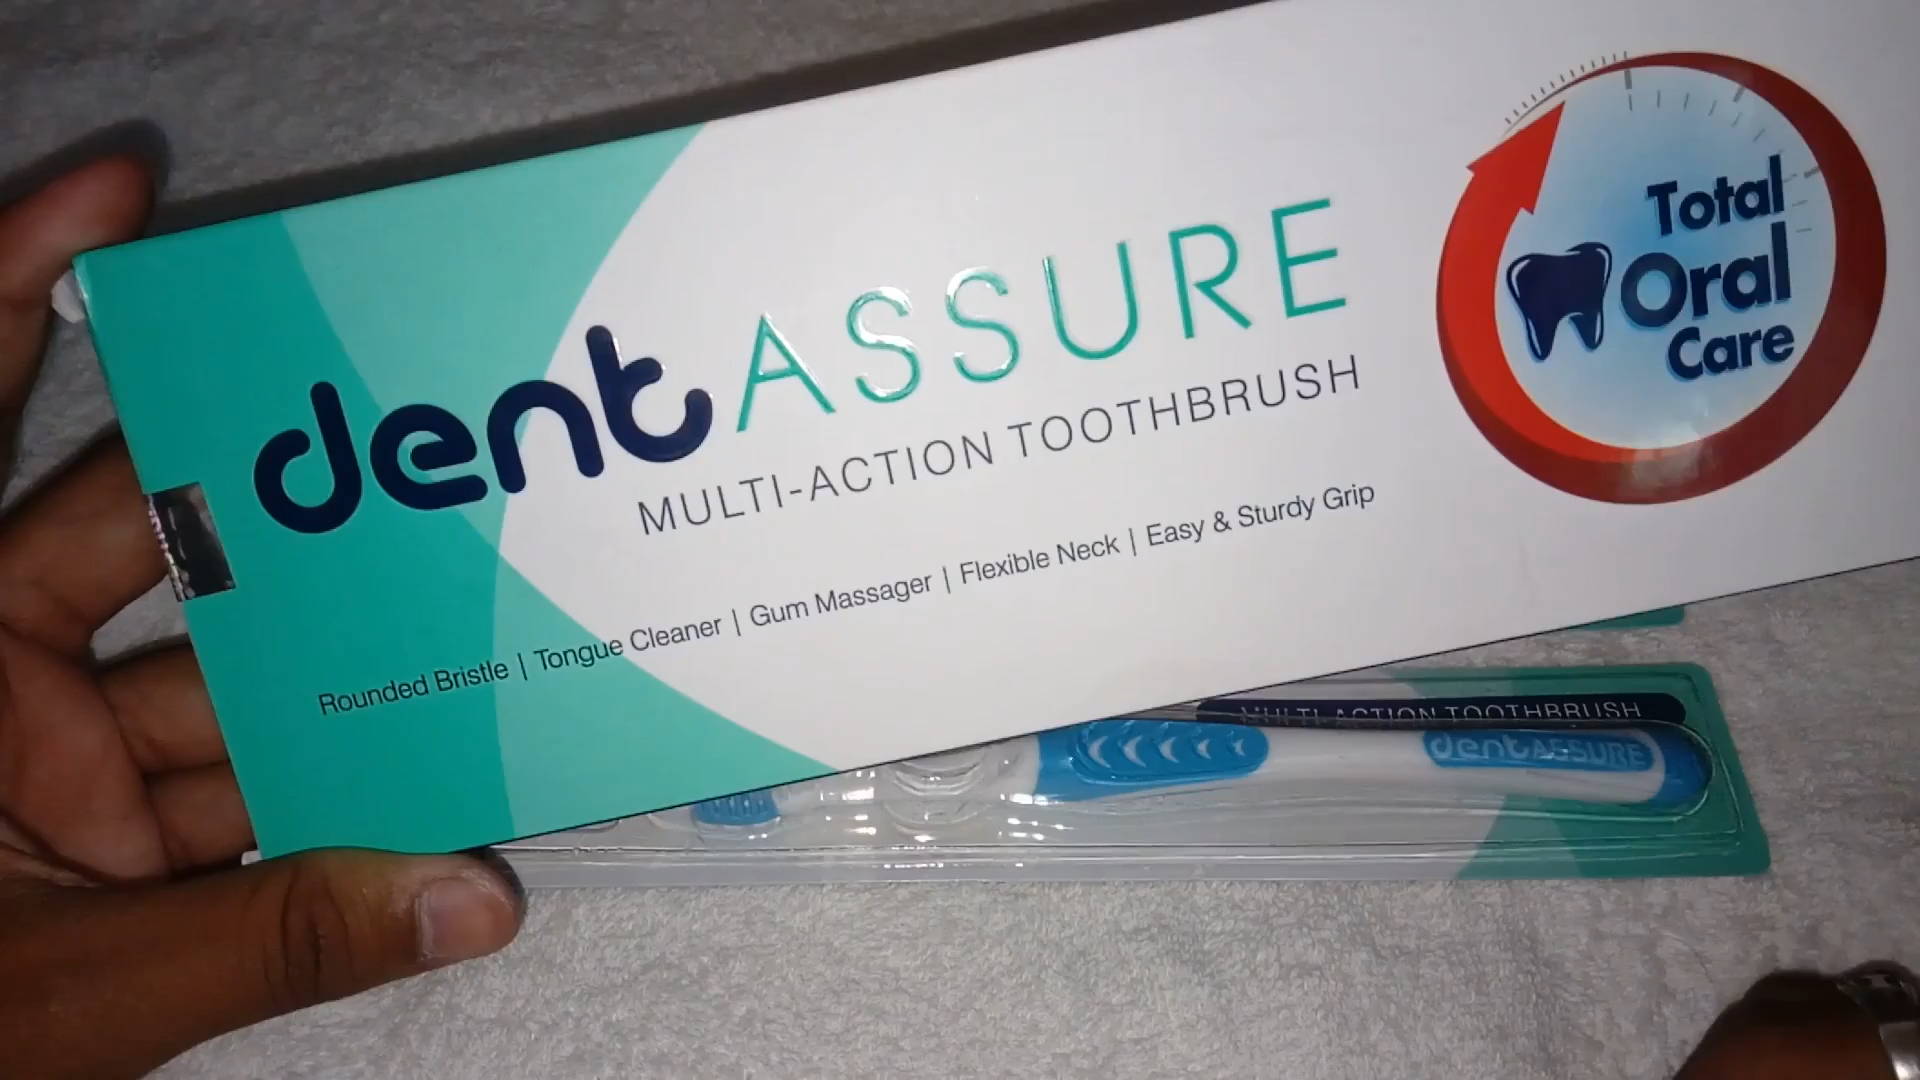 dentASSURE
MULTI-ACTION TOOTHBRUSH
Rounded Bristle | Tongue Cleaner | Gum Massager | Flexible Neck | Easy & Sturdy Grip
Total
Oral
Care
MULTI-ACTION TOOTHBRUSH
dentASSURE